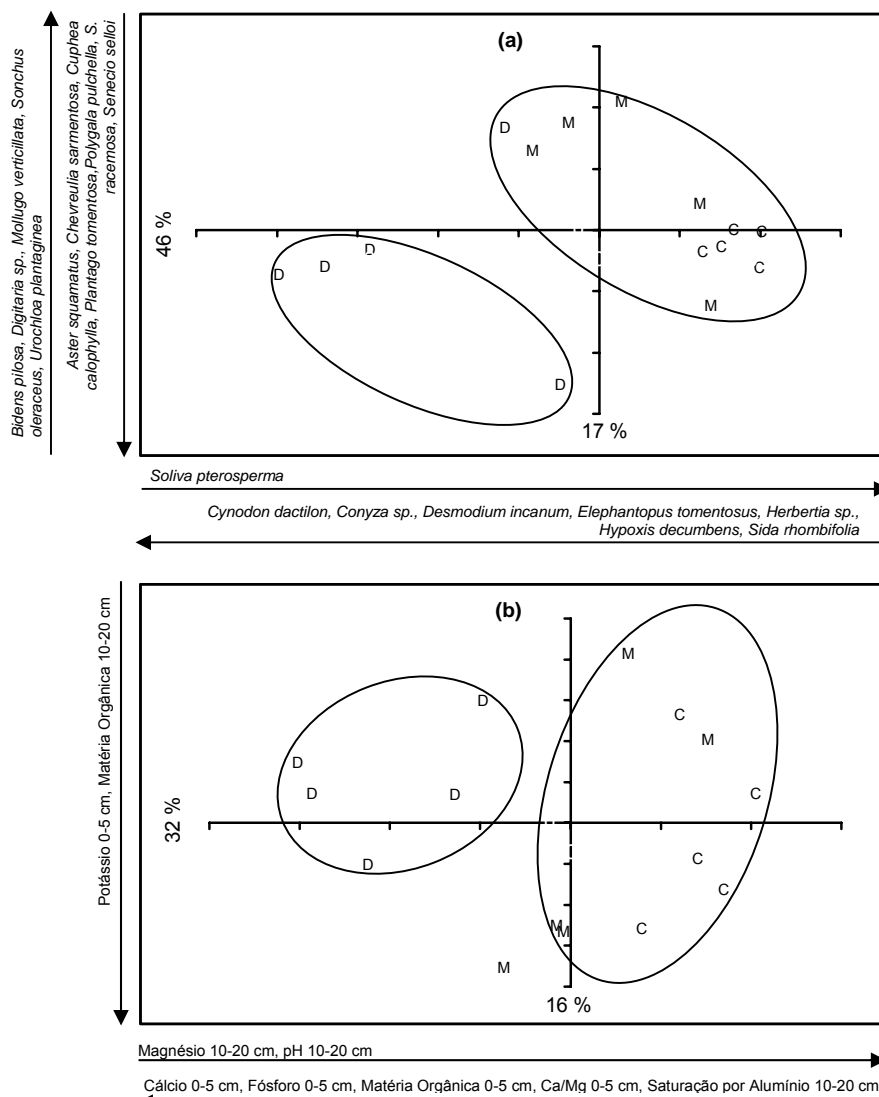 Bidens pilosa, Digitaria sp., Mollugo verticillata, Sonchus
oleraceus, Urochloa plantaginea
Aster squamatus, Chevreulia sarmentosa, Cuphea
calophylla, Plantago tomentosa,Polygala pulchella, S.
racemosa, Senecio selloi
(a)
M
D
M
M
M
46 %
C
C
D
C
C
D
D
C
M
D
17 %
Soliva pterosperma
Cynodon dactilon, Conyza sp., Desmodium incanum, Elephantopus tomentosus, Herbertia sp.,
Hypoxis decumbens, Sida rhombifolia
Potássio 0-5 cm, Matéria Orgânica 10-20 cm
(b)
M
D
C
M
D
D
D
C
32 %
D
C
C
M
M
C
M
16 %
Magnésio 10-20 cm, pH 10-20 cm
Cálcio 0-5 cm, Fósforo 0-5 cm, Matéria Orgânica 0-5 cm, Ca/Mg 0-5 cm, Saturação por Alumínio 10-20 cm